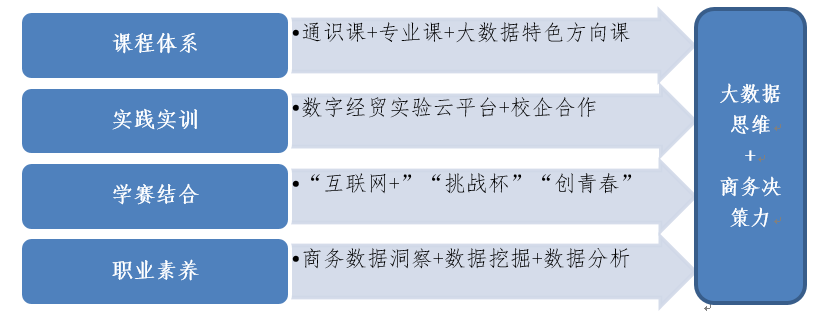 课程体系
•通识课+专业课+大数据特色方向课
实践实训
•数字经贸实验云平台+校企合作
学赛结合
•“互联网+”“挑战杯”“创青春”
职业素养
•商务数据洞察+数据挖掘+数据分析
大数据
思维
+
商务决
策力